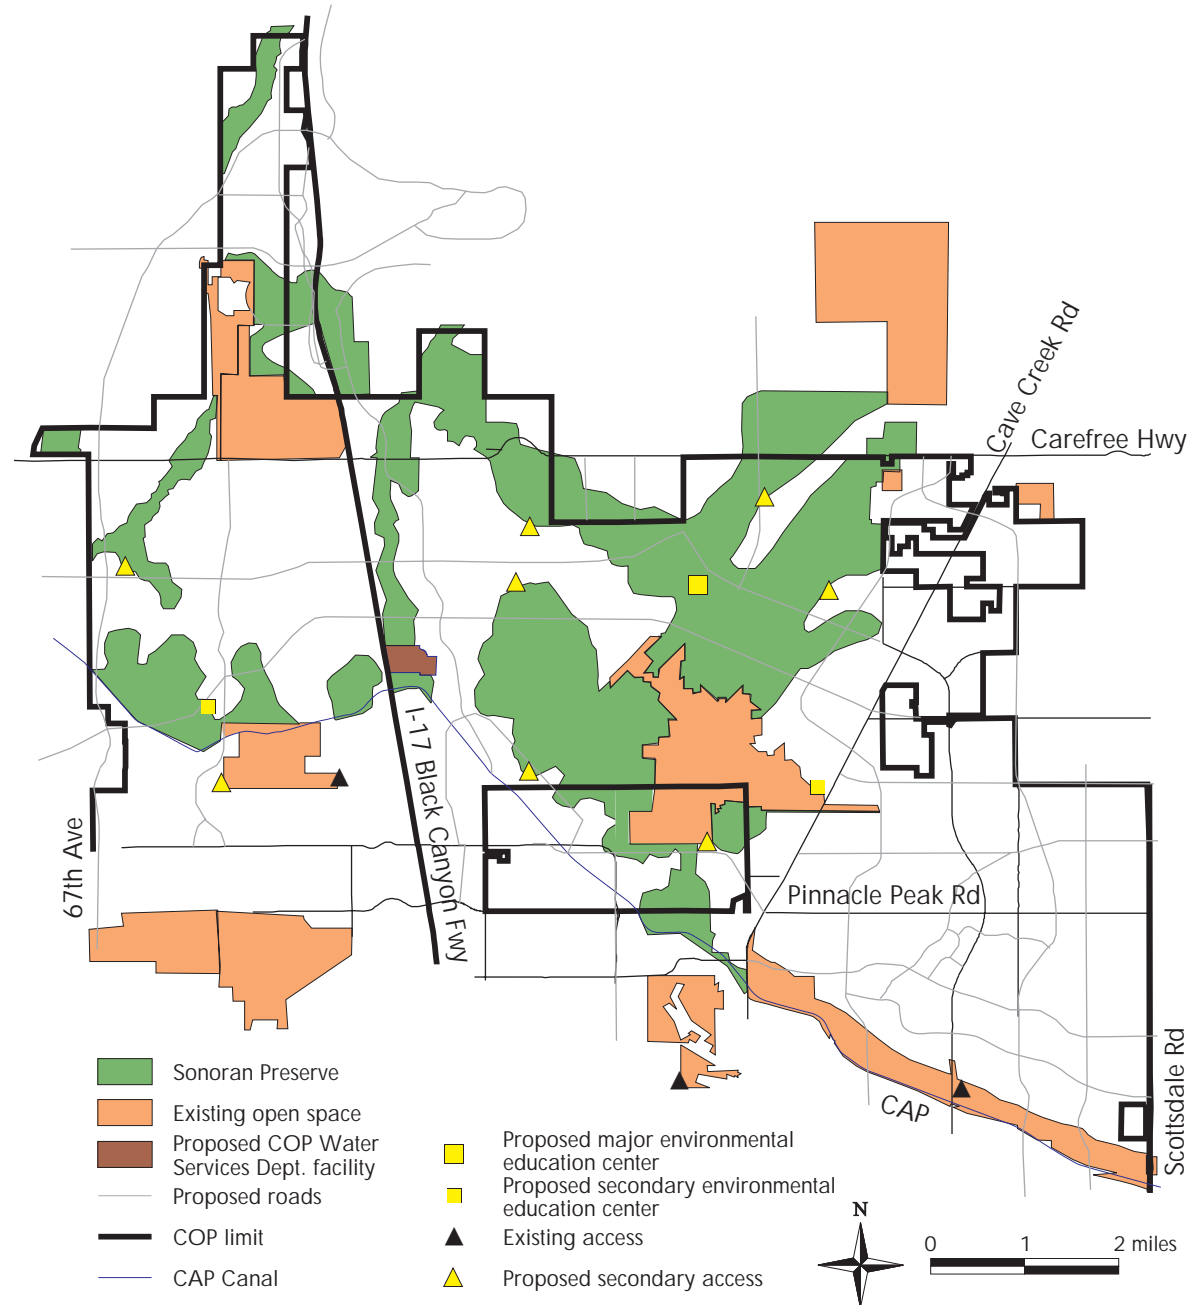 Cave Creek Rd
Carefree Hwy
I-17 Black Canyon Fwy
67th Ave
Pinnacle Peak Rd
CAP
Scottsdale Rd
Sonoran Preserve
Existing open space
Proposed COP Water
Services Dept. facility
Proposed roads
COP limit
CAP Canal
Proposed major environmental
education center
Proposed secondary environmental
education center
Existing access
Proposed secondary access
N
0 1 2 miles